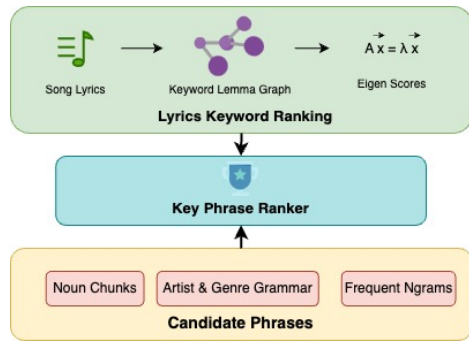 A x = λ x
Song Lyrics
Keyword Lemma Graph
Eigen Scores
Lyrics Keyword Ranking
Key Phrase Ranker
Noun Chunks
Artist & Genre Grammar
Frequent Ngrams
Candidate Phrases